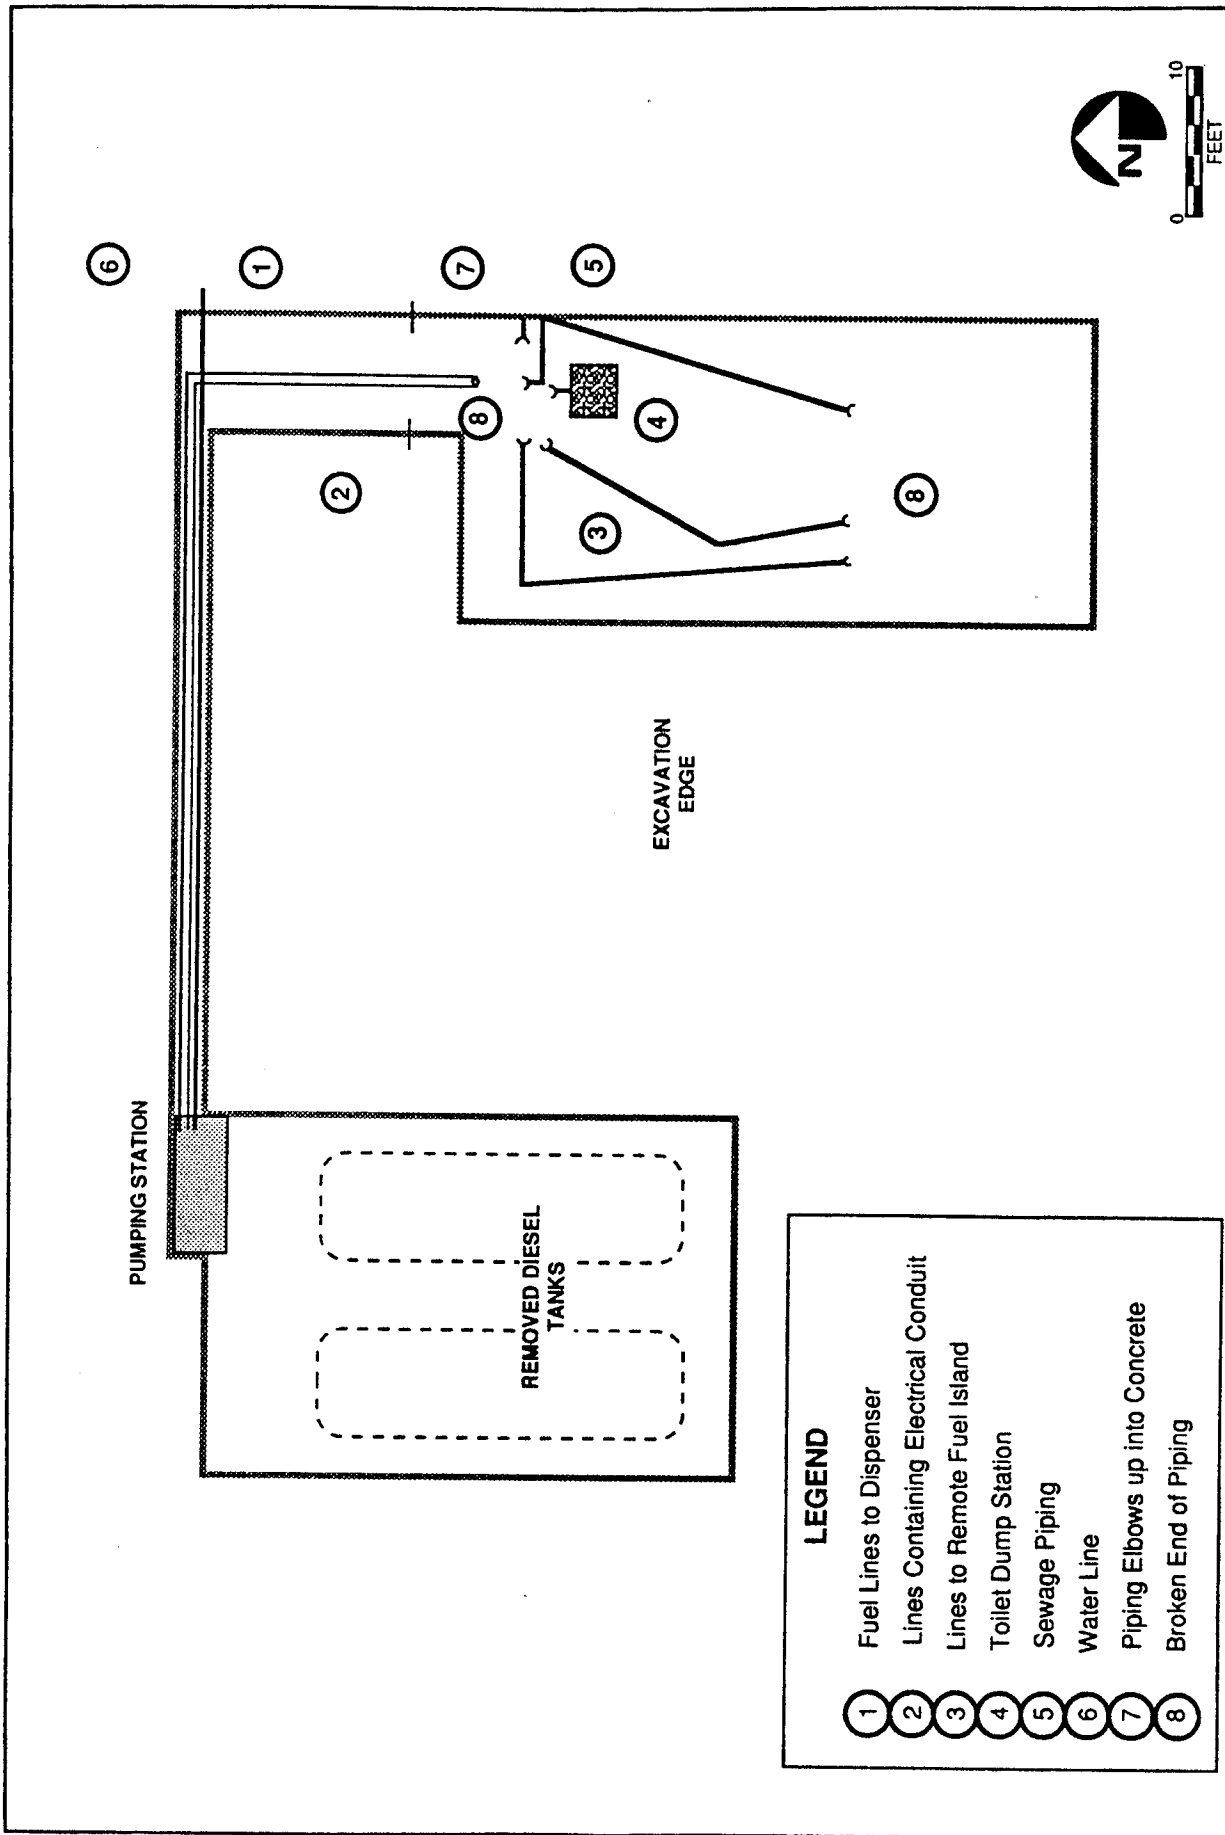 PUMPING STATION
REMOVED DIESEL
TANKS
EXCAVATION
EDGE
6
1
7
5
2
8
4
3
8
N
0
10
FEET
LEGEND
1 Fuel Lines to Dispenser
2 Lines Containing Electrical Conduit
3 Lines to Remote Fuel Island
4 Toilet Dump Station
5 Sewage Piping
6 Water Line
7 Piping Elbows up into Concrete
8 Broken End of Piping